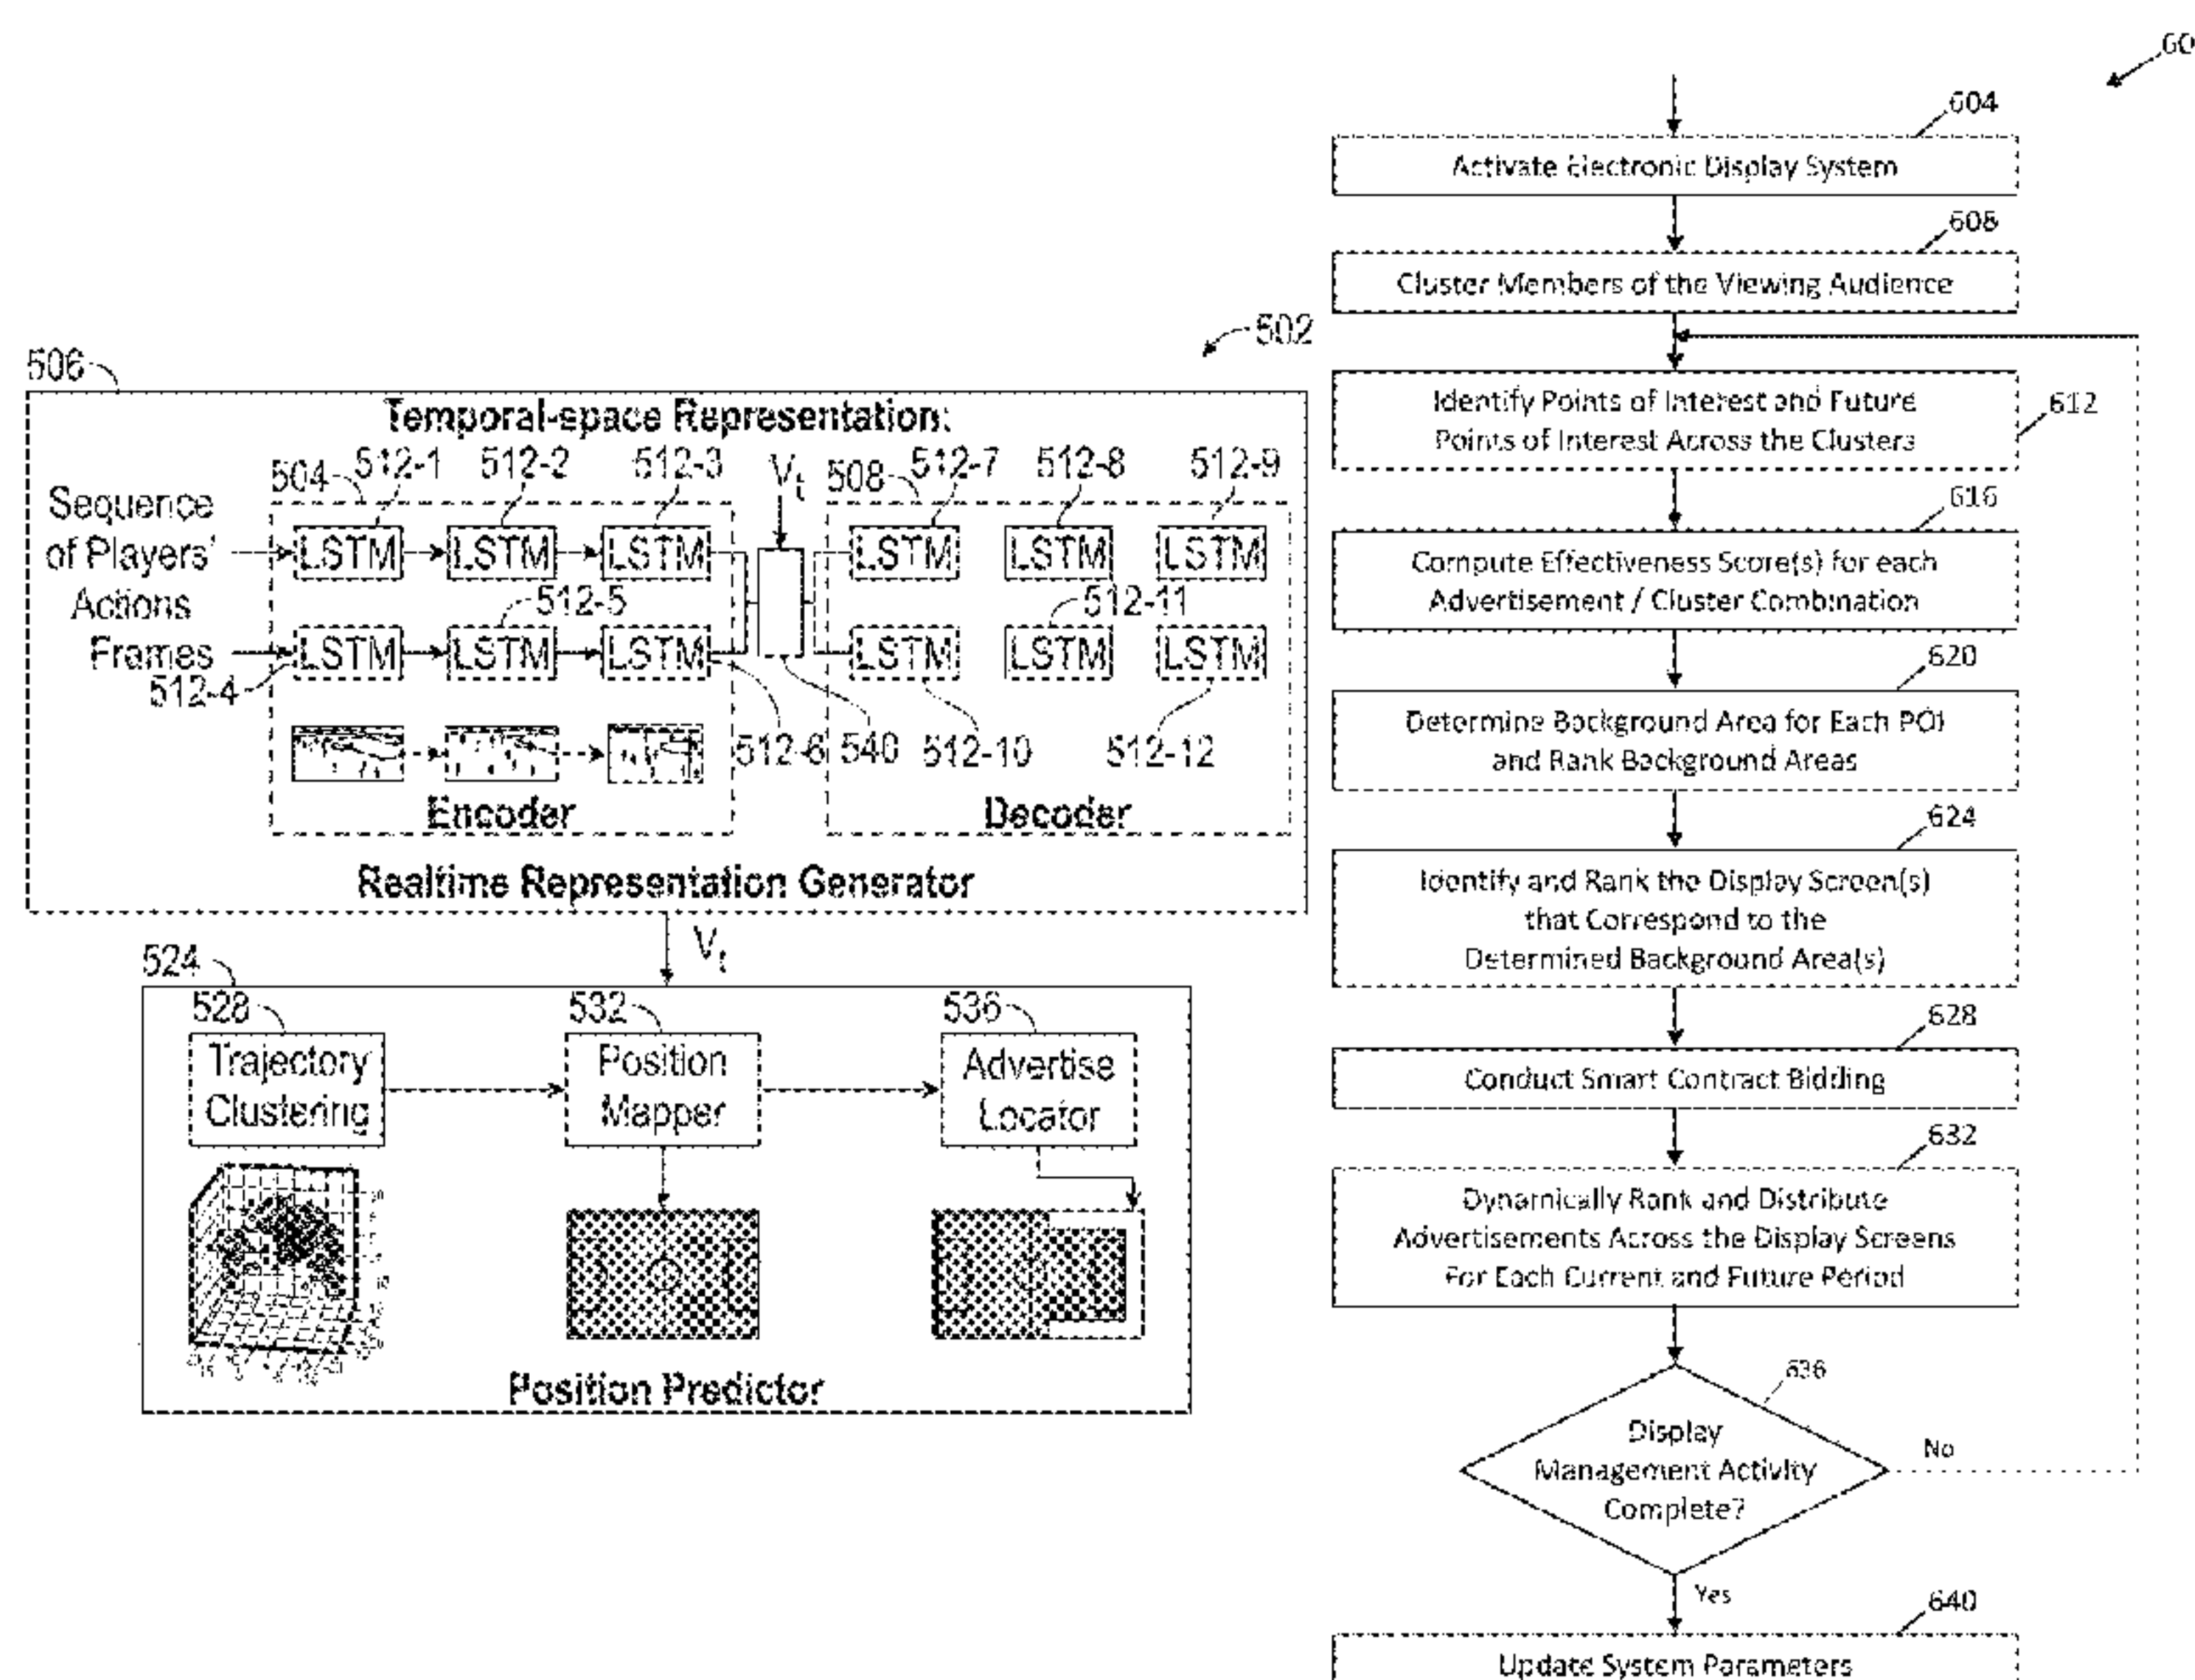 502
506
Temporal-space Representation:
504
512-1
512-2
512-3
Vt
508
512-7
512-8
512-9
Sequence
of Players'
Actions
Frames
LSTM
LSTM
LSTM
LSTM
LSTM
LSTM
512-5
512-11
LSTM
LSTM
LSTM
LSTM
LSTM
LSTM
512-4
512-6
540
512-10
512-12
Encoder
Decoder
Realtime Representation Generator
Vt
524
528
532
536
Trajectory
Clustering
Position
Mapper
Advertise
Locator
Position Predictor
60
604
Activate Electronic Display System
608
Cluster Members of the Viewing Audience
Identify Points of Interest and Future
Points of Interest Across the Clusters
612
616
Compute Effectiveness Score(s) for each
Advertisement / Cluster Combination
620
Determine Background Area for Each POI
and Rank Background Areas
624
Identify and Rank the Display Screen(s)
that Correspond to the
Determined Background Area(s)
628
Conduct Smart Contract Bidding
632
Dynamically Rank and Distribute
Advertisements Across the Display Screens
For Each Current and Future Period
636
Display
Management Activity
Complete?
No
Yes
640
Update System Parameters